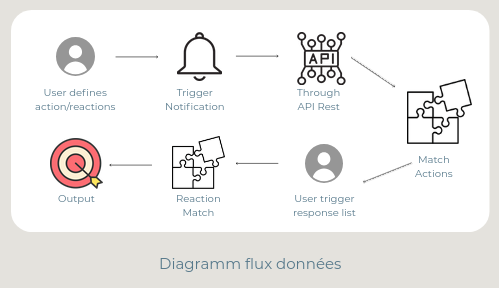 User defines
action/reactions
Trigger
Notification
API
Through
API Rest
Match
Actions
User trigger
response list
Reaction
Match
Output
Diagramm flux données